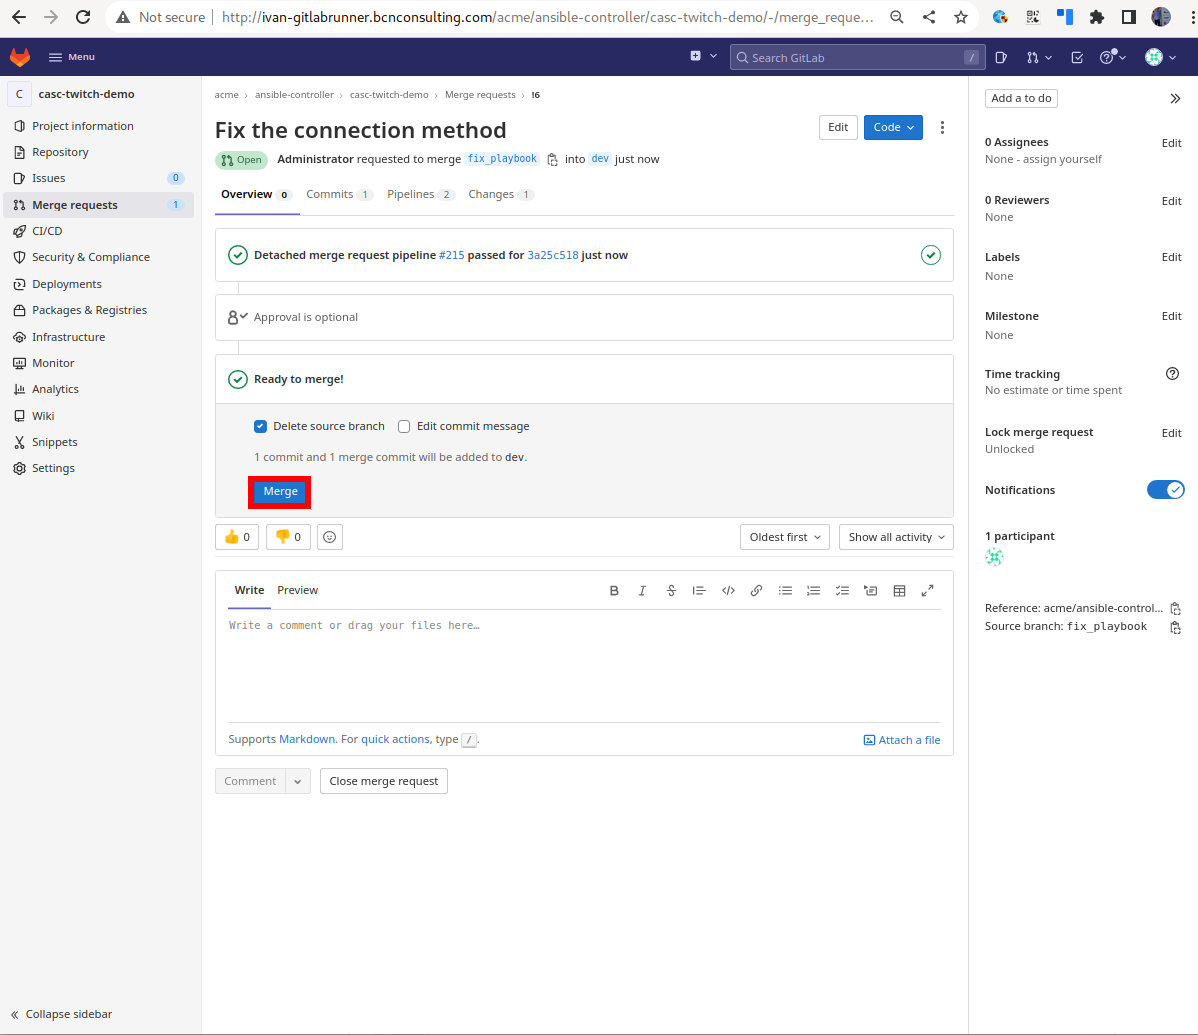 Not secure http://ivan-gitlabrunner.bcnconsulting.com/acme/ansible-controller/casc-twitch-demo/-/merge_reque...
Menu
Search GitLab /
C casc-twitch-demo
Project information
Repository
Issues 0
Merge requests 1
CI/CD
Security & Compliance
Deployments
Packages & Registries
Infrastructure
Monitor
Analytics
Wiki
Snippets
Settings
Collapse sidebar
acme › ansible-controller › casc-twitch-demo › Merge requests › !6
Fix the connection method
Edit Code
Open Administrator requested to merge fix_playbook into dev just now
Overview 0 Commits 1 Pipelines 2 Changes 1
Detached merge request pipeline #215 passed for 3a25c518 just now
Approval is optional
Ready to merge!
Delete source branch Edit commit message
1 commit and 1 merge commit will be added to dev.
Merge
0 0 Oldest first Show all activity
Write Preview B I S
Write a comment or drag your files here…
Supports Markdown. For quick actions, type /.
Attach a file
Comment Close merge request
Add a to do
0 Assignees Edit
None - assign yourself
0 Reviewers Edit
None
Labels Edit
None
Milestone Edit
None
Time tracking
No estimate or time spent
Lock merge request Edit
Unlocked
Notifications
1 participant
Reference: acme/ansible-control...
Source branch: fix_playbook